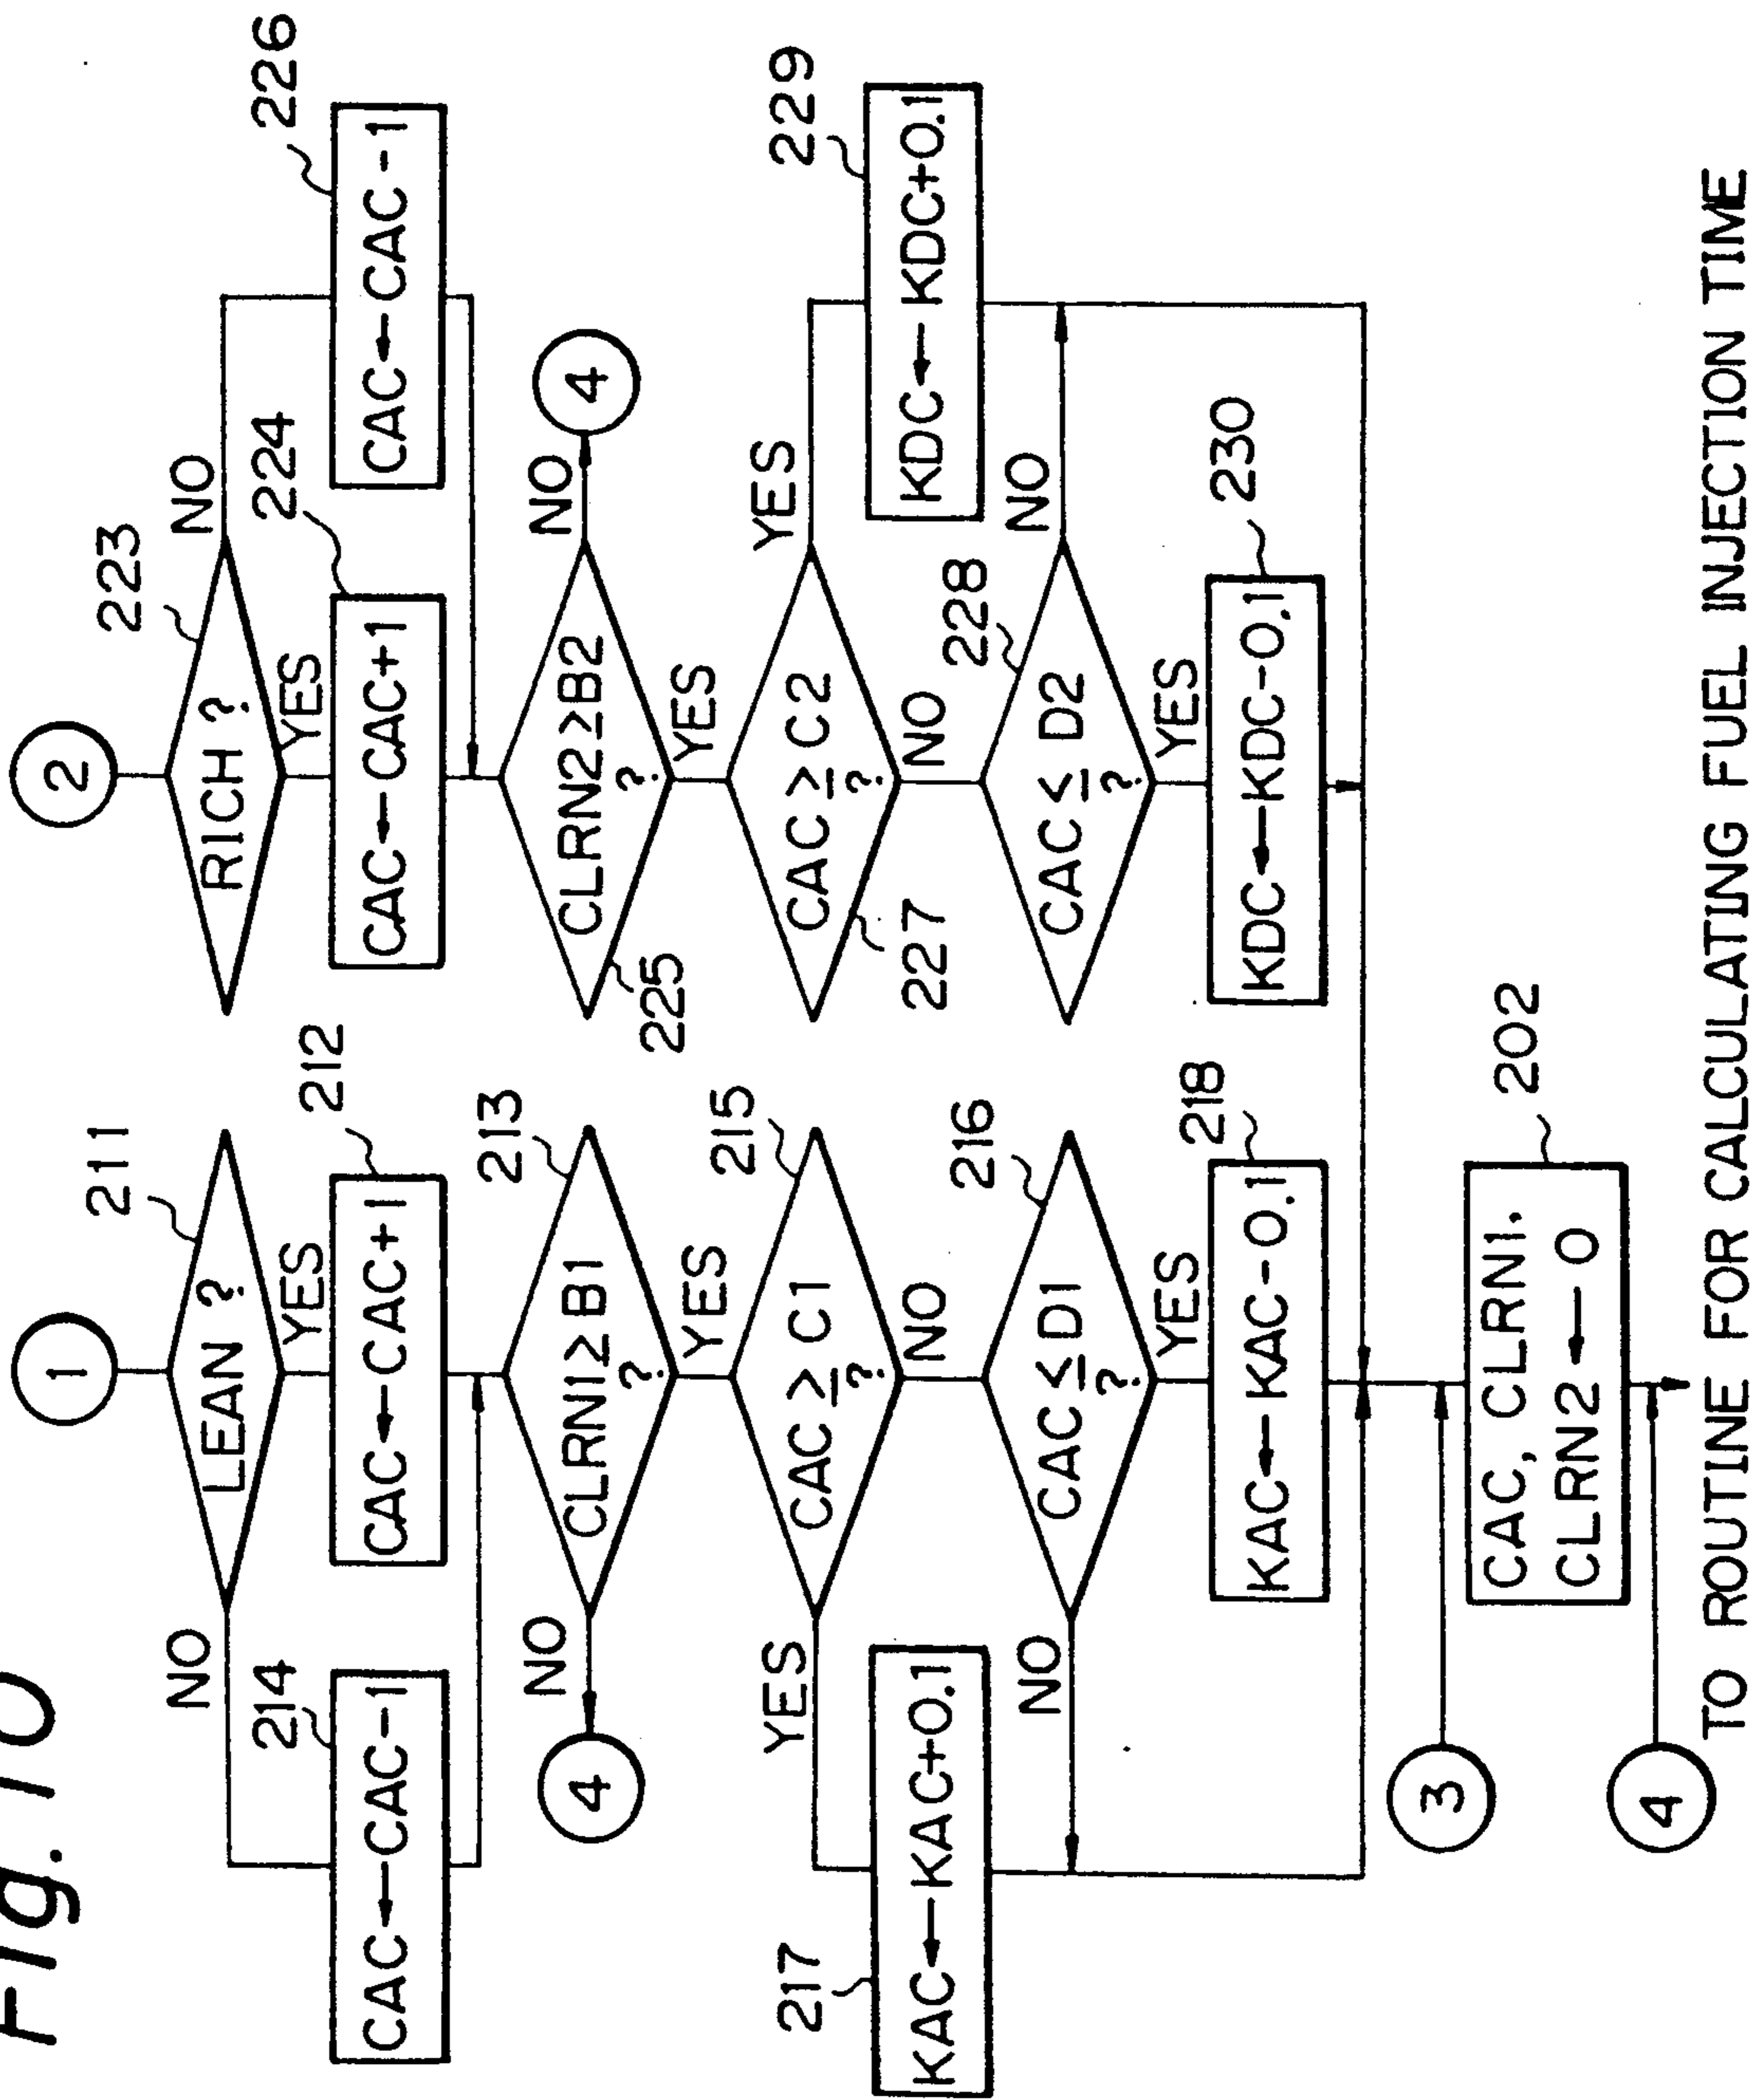 Fig. 10
1
211
LEAN ?
NO
YES
214
CAC←CAC-1
212
CAC←CAC+1
213
CLRN1≥B1
?
NO
4
YES
215
CAC ≥ C1
?
YES
NO
217
KAC←KAC+0.1
216
CAC ≤ D1
?
NO
YES
218
KAC←KAC-0.1
2
223
RICH ?
NO
YES
224
CAC←CAC+1
226
CAC←CAC-1
225
CLRN2≥B2
?
NO
4
YES
227
CAC ≥ C2
?
YES
NO
229
KDC←KDC+0.1
228
CAC ≤ D2
?
NO
YES
230
KDC←KDC-0.1
3
202
CAC, CLRN1.
CLRN2 ← 0
4
TO ROUTINE FOR CALCULATING FUEL INJECTION TIME